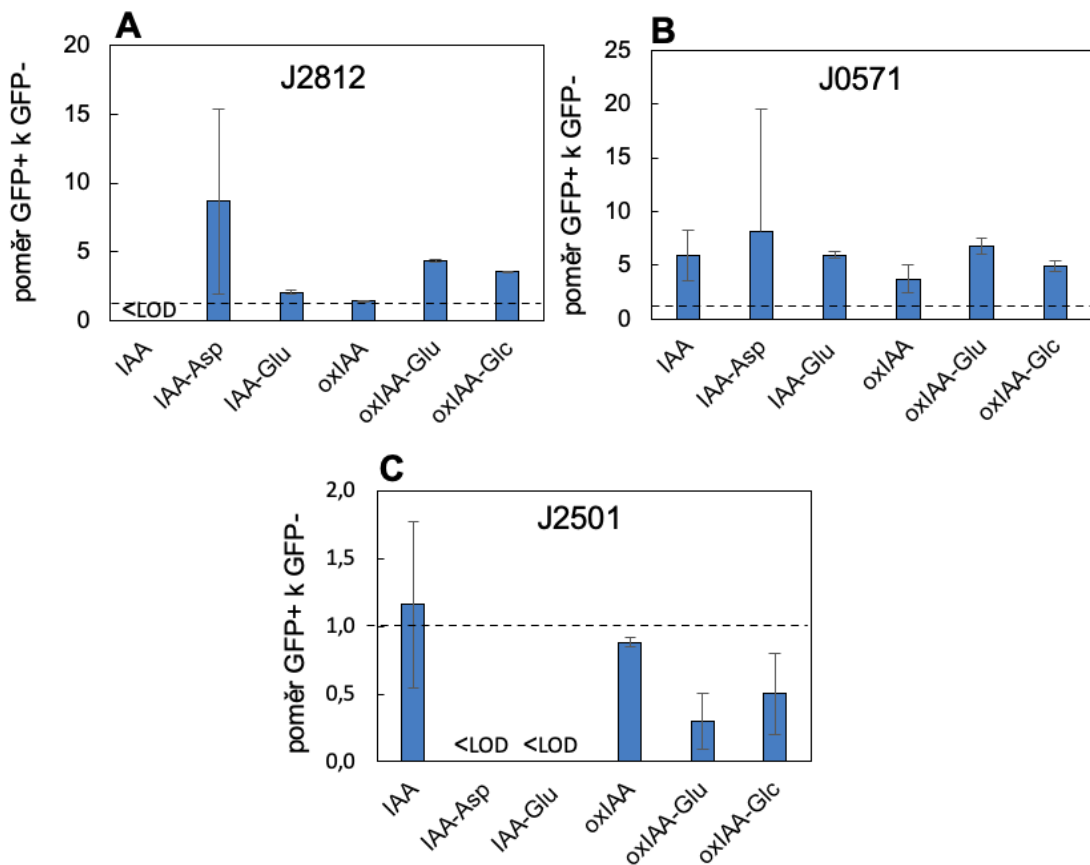 A
J2812
poměr GFP+ k GFP-
20
15
10
5
0
<LOD
IAA
IAA-Asp
IAA-Glu
oxIAA
oxIAA-Glu
oxIAA-Glc
B
J0571
poměr GFP+ k GFP-
25
20
15
10
5
0
IAA
IAA-Asp
IAA-Glu
oxIAA
oxIAA-Glu
oxIAA-Glc
C
J2501
poměr GFP+ k GFP-
2,0
1,5
1,0
0,5
0,0
<LOD <LOD
IAA
IAA-Asp
IAA-Glu
oxIAA
oxIAA-Glu
oxIAA-Glc